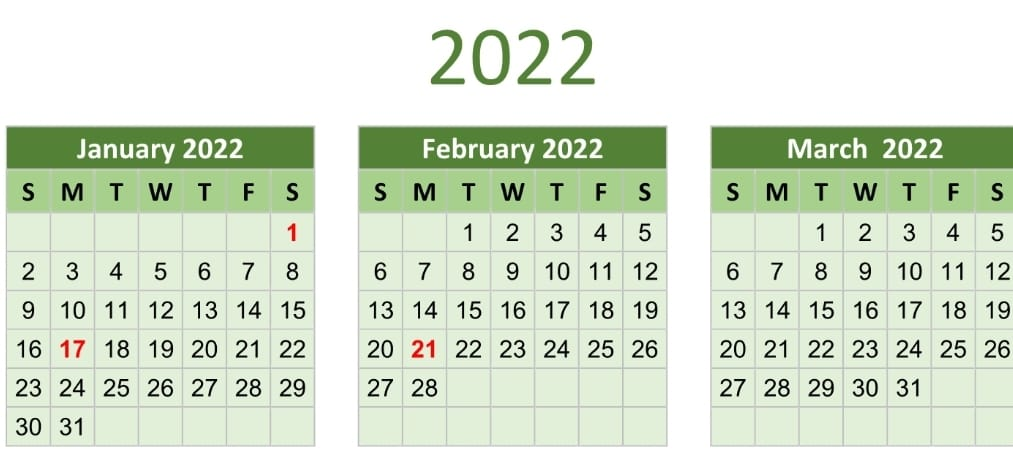 2022
January 2022
S M T W T F S
1
2 3 4 5 6 7 8
9 10 11 12 13 14 15
16 17 18 19 20 21 22
23 24 25 26 27 28 29
30 31
February 2022
S M T W T F S
1 2 3 4 5
6 7 8 9 10 11 12
13 14 15 16 17 18 19
20 21 22 23 24 25 26
27 28
March 2022
S M T W T F S
1 2 3 4 5
6 7 8 9 10 11 12
13 14 15 16 17 18 19
20 21 22 23 24 25 26
27 28 29 30 31